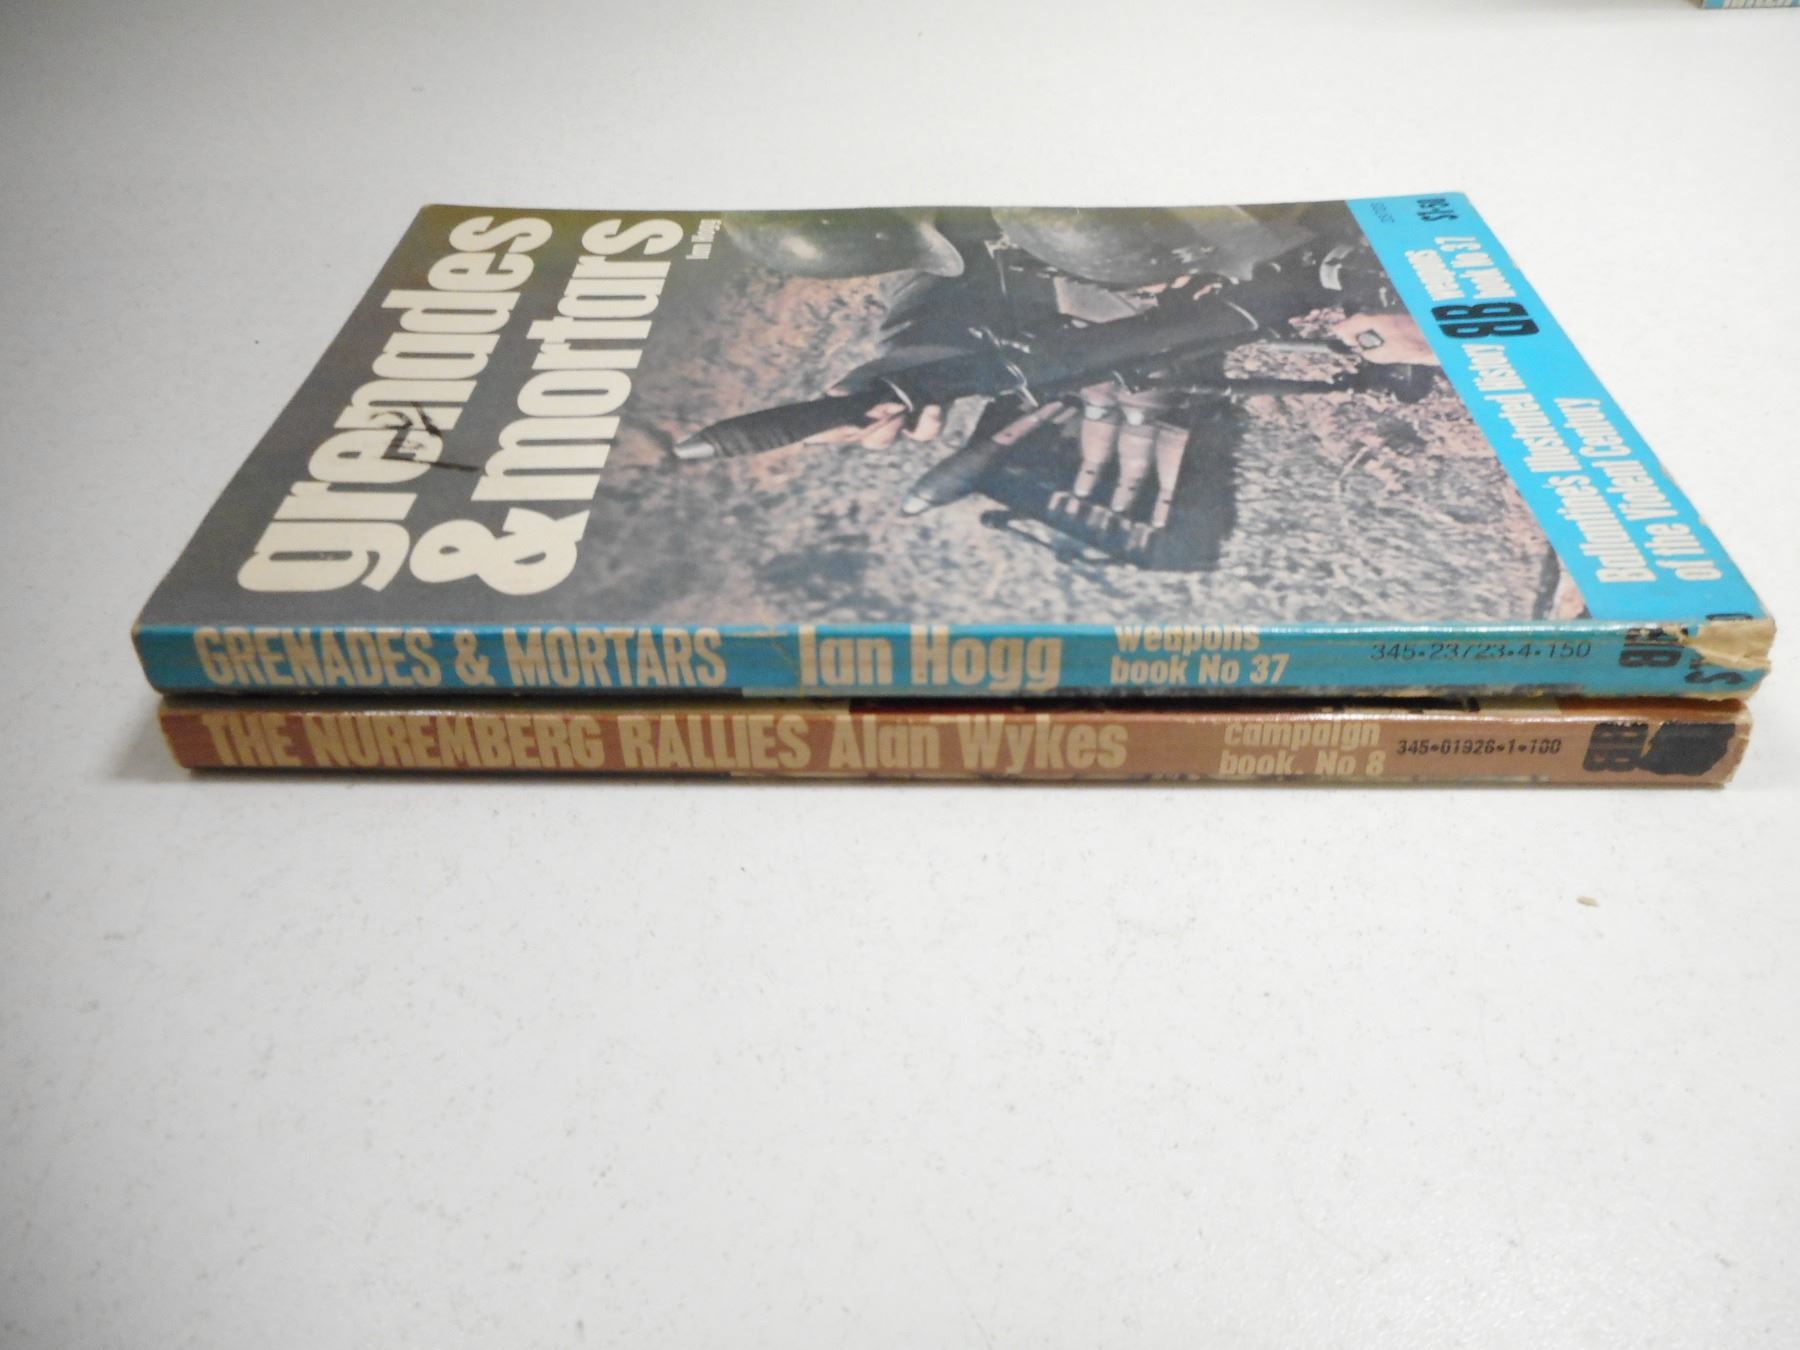 grenades
& mortars
Ian Hogg
$1.50
weapons
book No 37
BB
Ballantine's Illustrated History
of the Violent Century
GRENADES & MORTARS Ian Hogg weapons
book No 37 345•23723•4•150
THE NUREMBERG RALLIES Alan Wykes campaign
book. No 8 345•01926•1•100